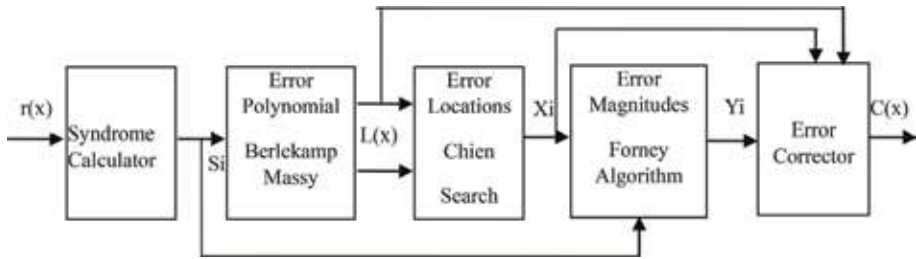 r(x)
Syndrome
Calculator
Si
Error
Polynomial
Berlekamp
Massy
L(x)
Error
Locations
Chien
Search
Xi
Error
Magnitudes
Forney
Algorithm
Yi
Error
Corrector
C(x)